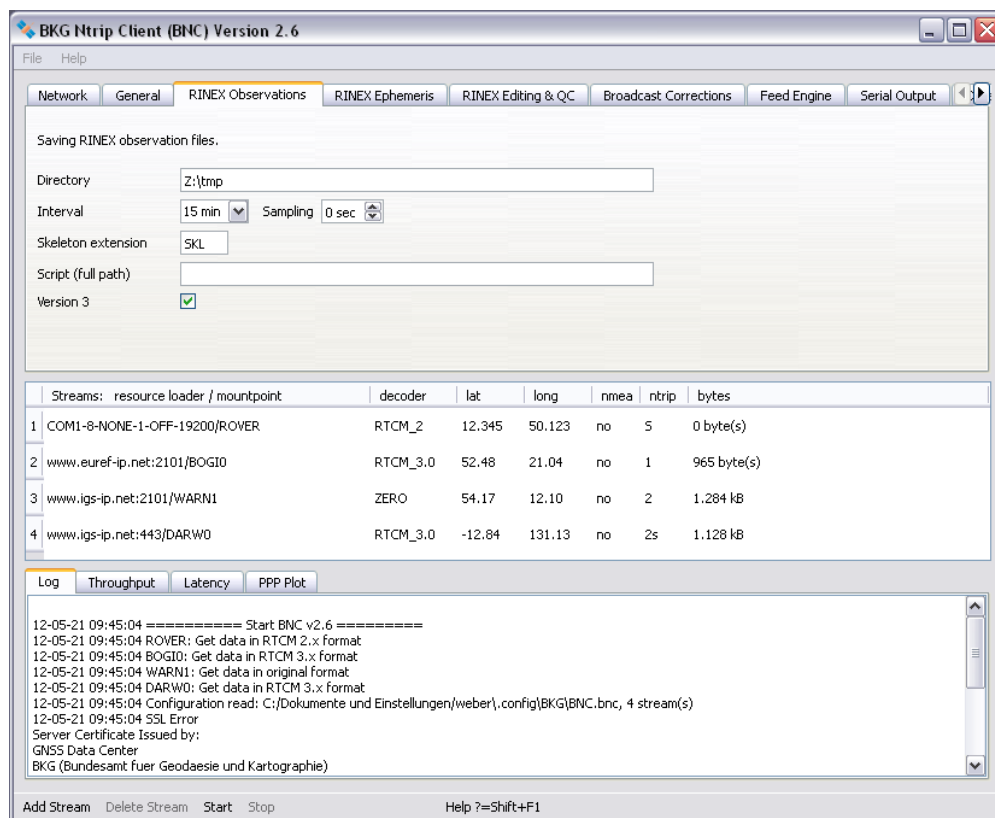 BKG Ntrip Client (BNC) Version 2.6
File Help
Network General RINEX Observations RINEX Ephemeris RINEX Editing & QC Broadcast Corrections Feed Engine Serial Output
Saving RINEX observation files.
Directory Z:\tmp
Interval 15 min Sampling 0 sec
Skeleton extension SKL
Script (full path)
Version 3
Streams: resource loader / mountpoint decoder lat long nmea ntrip bytes
1 COM1-8-NONE-1-OFF-19200/ROVER RTCM_2 12.345 50.123 no S 0 byte(s)
2 www.euref-ip.net:2101/BOGI0 RTCM_3.0 52.48 21.04 no 1 965 byte(s)
3 www.igs-ip.net:2101/WARN1 ZERO 54.17 12.10 no 2 1.284 kB
4 www.igs-ip.net:443/DARW0 RTCM_3.0 -12.84 131.13 no 2s 1.128 kB
Log Throughput Latency PPP Plot
12-05-21 09:45:04 ========== Start BNC v2.6 =========
12-05-21 09:45:04 ROVER: Get data in RTCM 2.x format
12-05-21 09:45:04 BOGI0: Get data in RTCM 3.x format
12-05-21 09:45:04 WARN1: Get data in original format
12-05-21 09:45:04 DARW0: Get data in RTCM 3.x format
12-05-21 09:45:04 Configuration read: C:/Dokumente und Einstellungen/weber\.config\BKG\BNC.bnc, 4 stream(s)
12-05-21 09:45:04 SSL Error
Server Certificate Issued by:
GNSS Data Center
BKG (Bundesamt fuer Geodaesie und Kartographie)
Add Stream Delete Stream Start Stop Help ?=Shift+F1